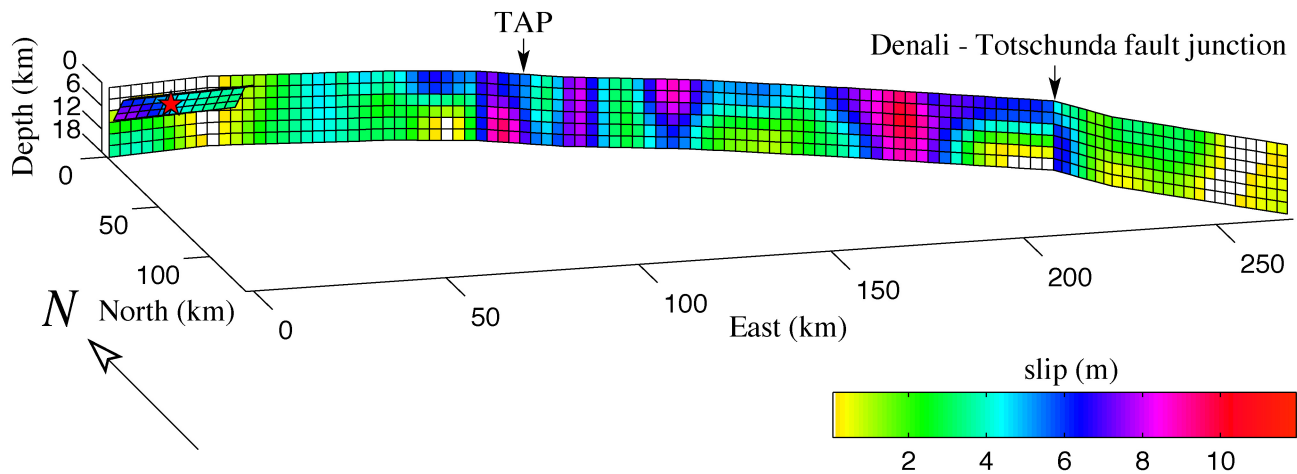 TAP
Denali - Totschunda fault junction
Depth (km)
0
6
12
18
0
50
100
North (km)
N
0
50
100
150
200
250
East (km)
slip (m)
2 4 6 8 10